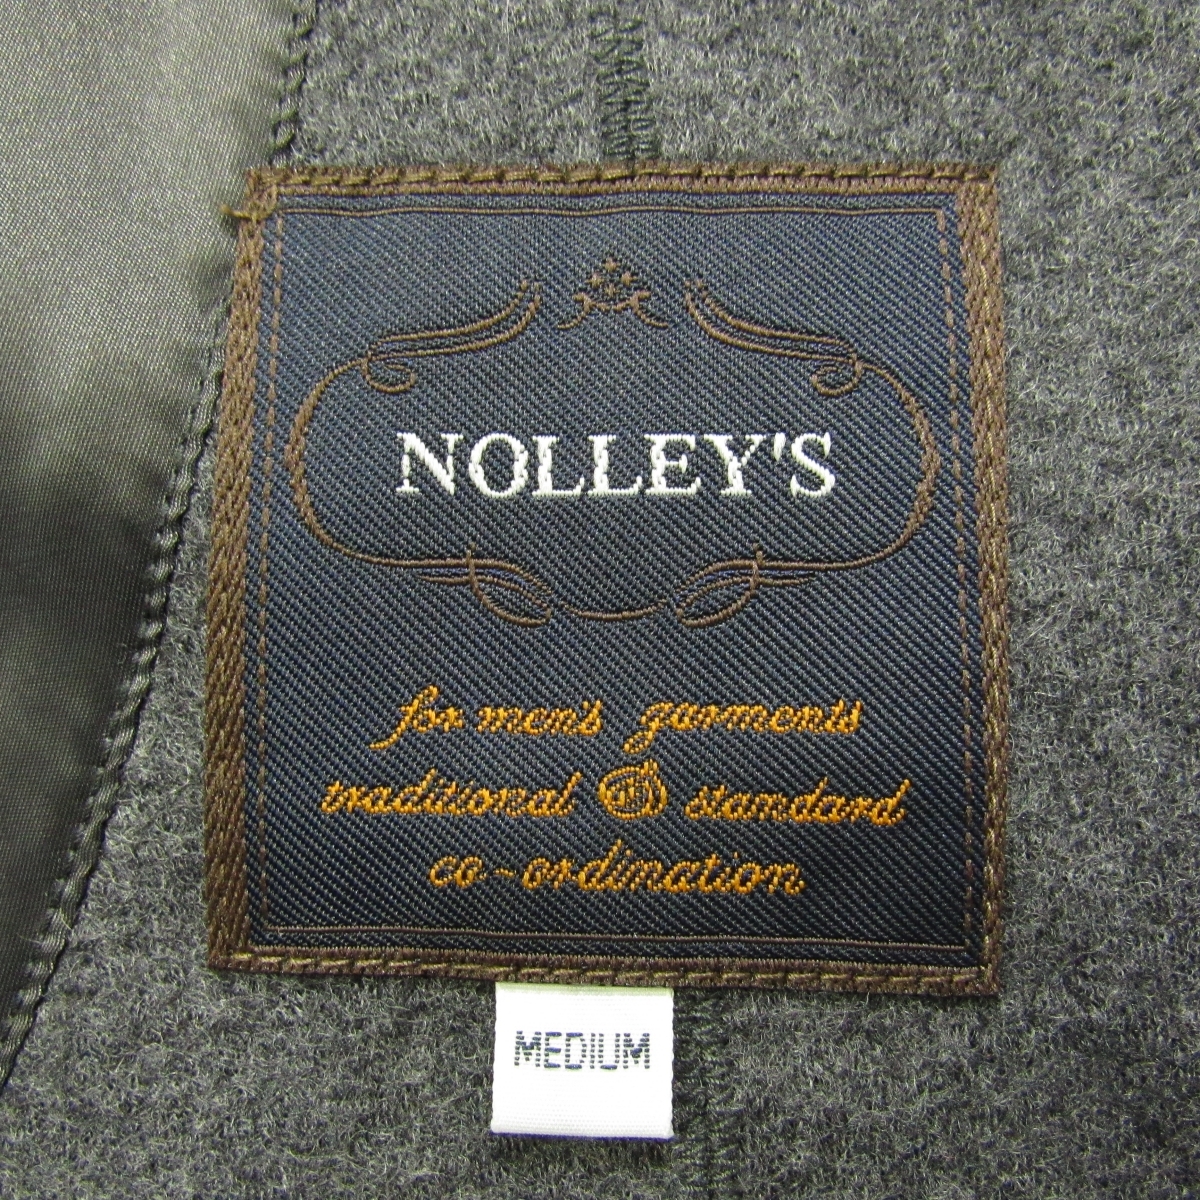 NOLLEY'S
for men's garments
traditional standard
co-ordination
MEDIUM